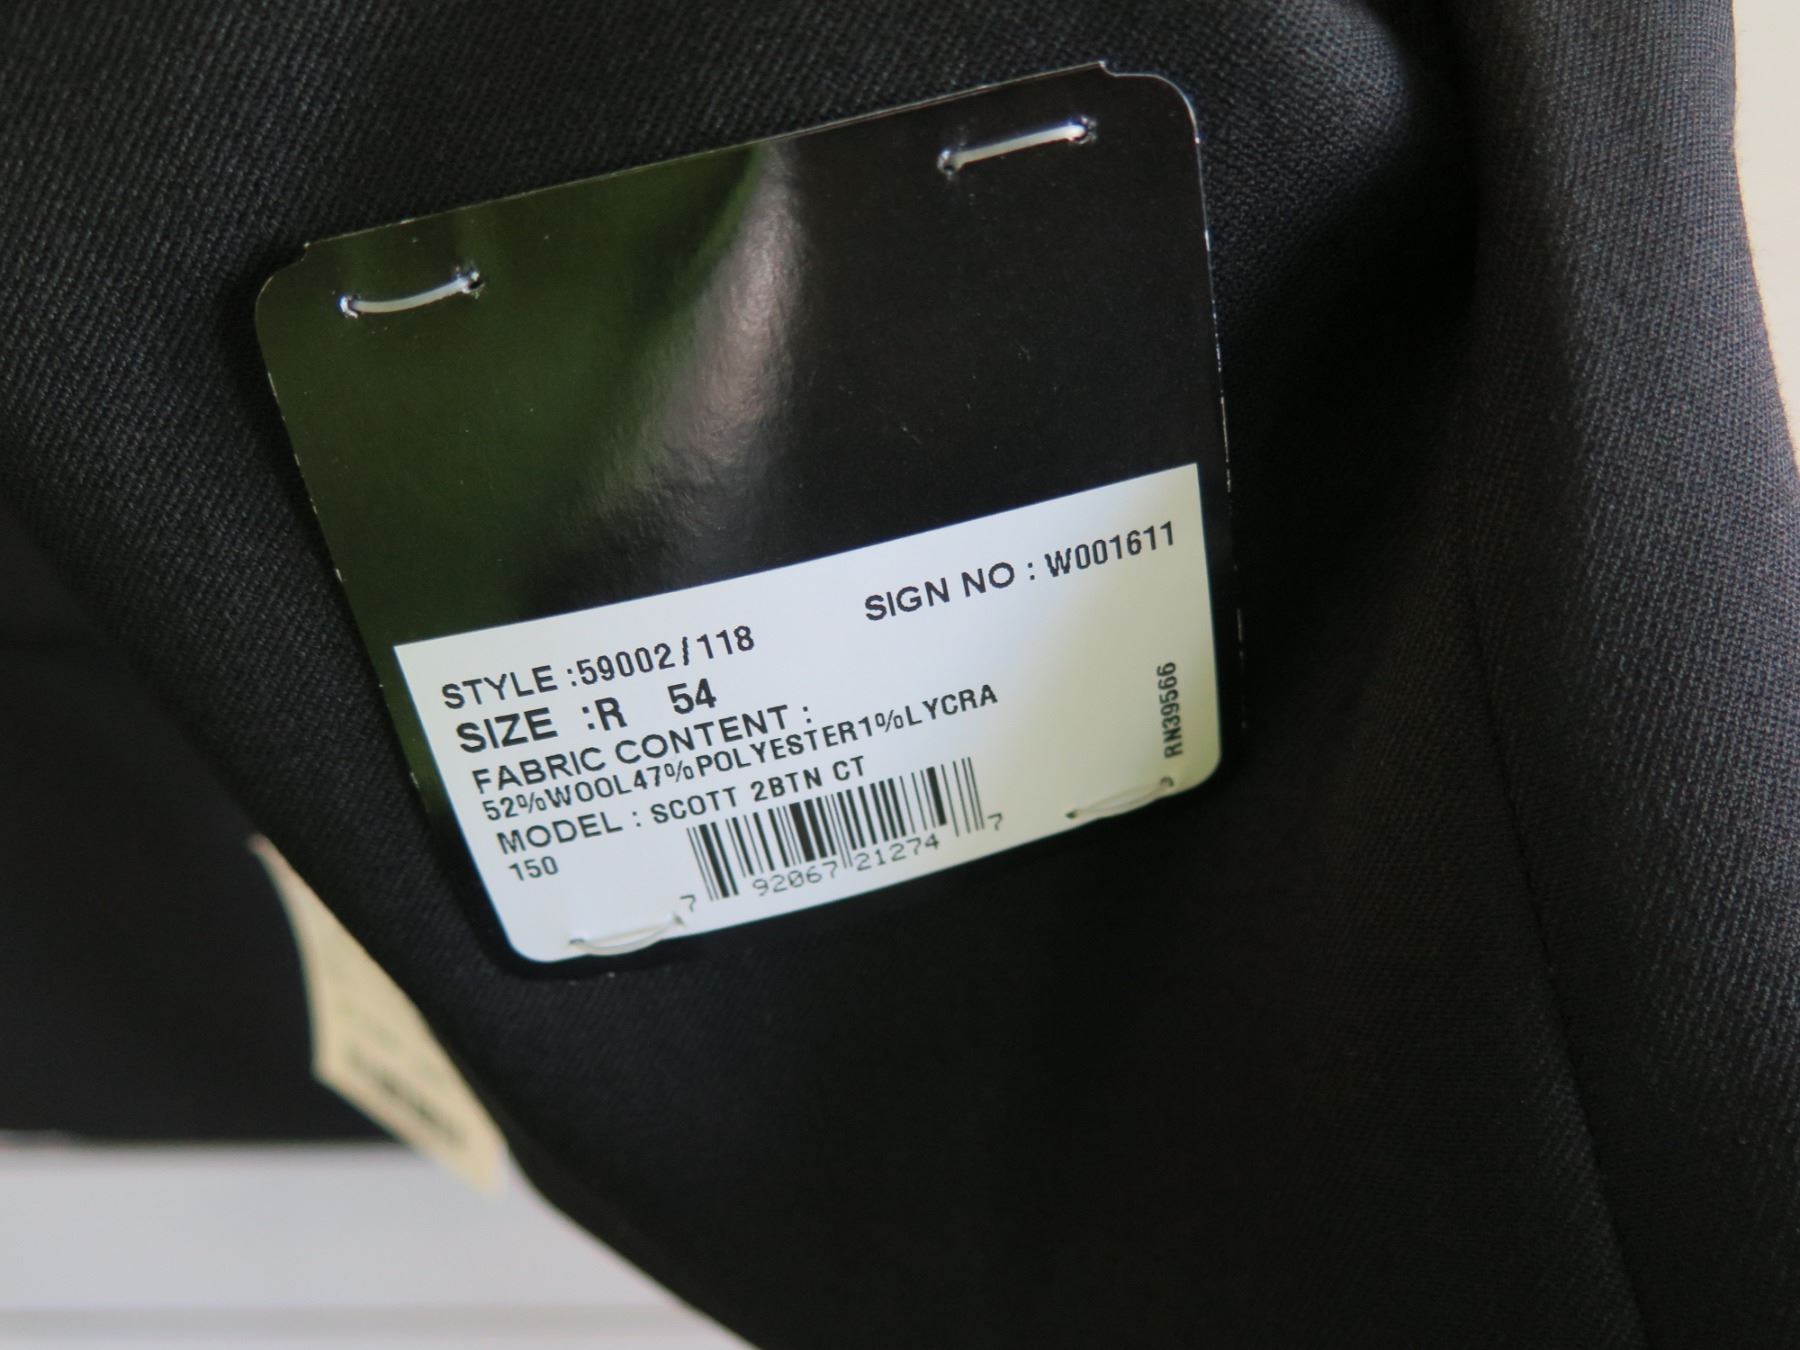 STYLE :59002/118 SIGN NO : W001611
SIZE :R 54
FABRIC CONTENT :
52%WOOL47%POLYESTER1%LYCRA
MODEL : SCOTT 2BTN CT
150
7 92067 21274 7
RN39566